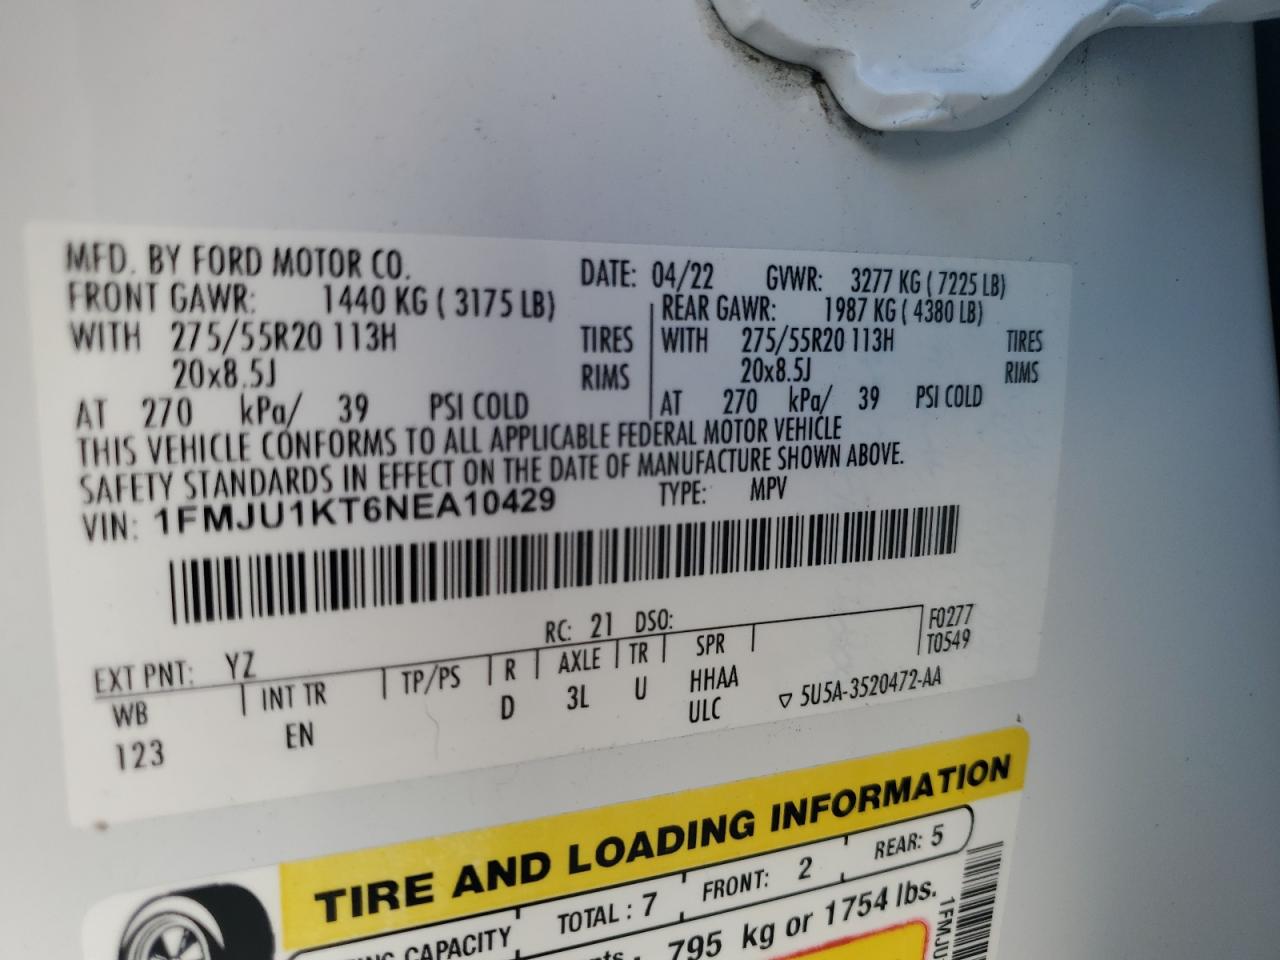 MFD. BY FORD MOTOR CO.
DATE: 04/22 GVWR: 3277 KG ( 7225 LB)
FRONT GAWR: 1440 KG ( 3175 LB) REAR GAWR: 1987 KG ( 4380 LB)
WITH 275/55R20 113H TIRES WITH 275/55R20 113H TIRES
20x8.5J RIMS 20x8.5J RIMS
AT 270 kPa/ 39 PSI COLD AT 270 kPa/ 39 PSI COLD
THIS VEHICLE CONFORMS TO ALL APPLICABLE FEDERAL MOTOR VEHICLE
SAFETY STANDARDS IN EFFECT ON THE DATE OF MANUFACTURE SHOWN ABOVE.
VIN: 1FMJU1KT6NEA10429 TYPE: MPV
EXT PNT: YZ RC: 21 DSO: F0277
WB INT TR TP/PS R AXLE TR SPR T0549
123 EN D 3L U HHAA
ULC ▽ 5U5A-3520472-AA
TIRE AND LOADING INFORMATION
CAPACITY TOTAL : 7 FRONT: 2 REAR: 5
795 kg or 1754 lbs.
1FMJU